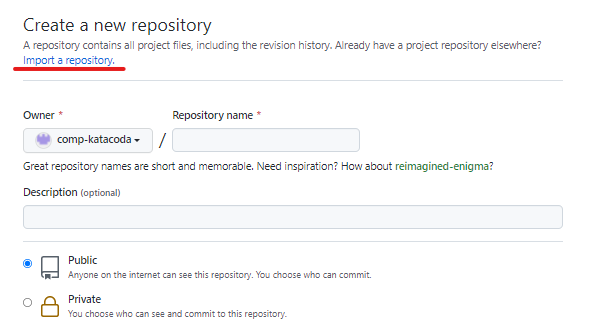 Create a new repository
A repository contains all project files, including the revision history. Already have a project repository elsewhere?
Import a repository.
Owner * Repository name *
comp-katacoda /
Great repository names are short and memorable. Need inspiration? How about reimagined-enigma?
Description (optional)
Public
Anyone on the internet can see this repository. You choose who can commit.
Private
You choose who can see and commit to this repository.